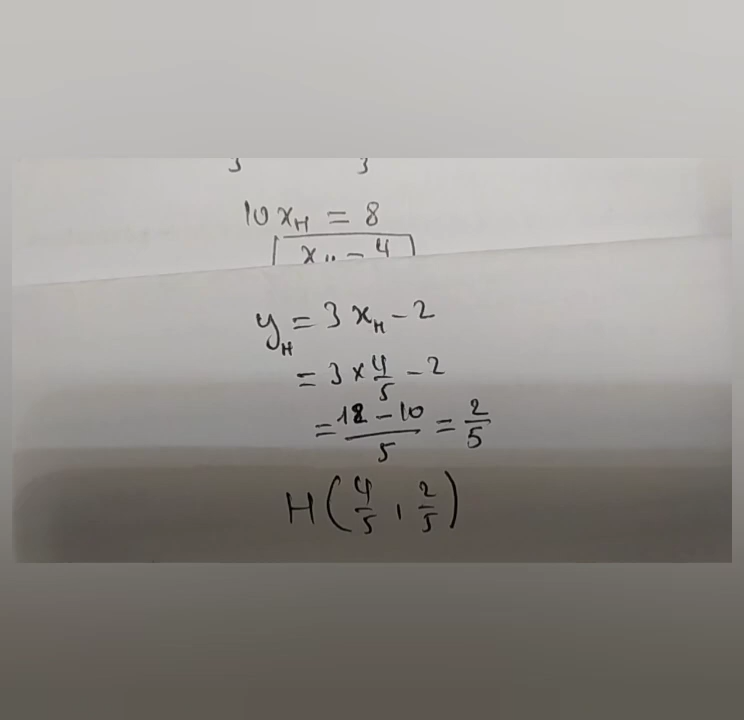 10 x_H = 8
y_H = 3 x_H - 2
= 3 × 4/5 - 2
= (12 - 10)/5 = 2/5
H (4/5, 2/5)